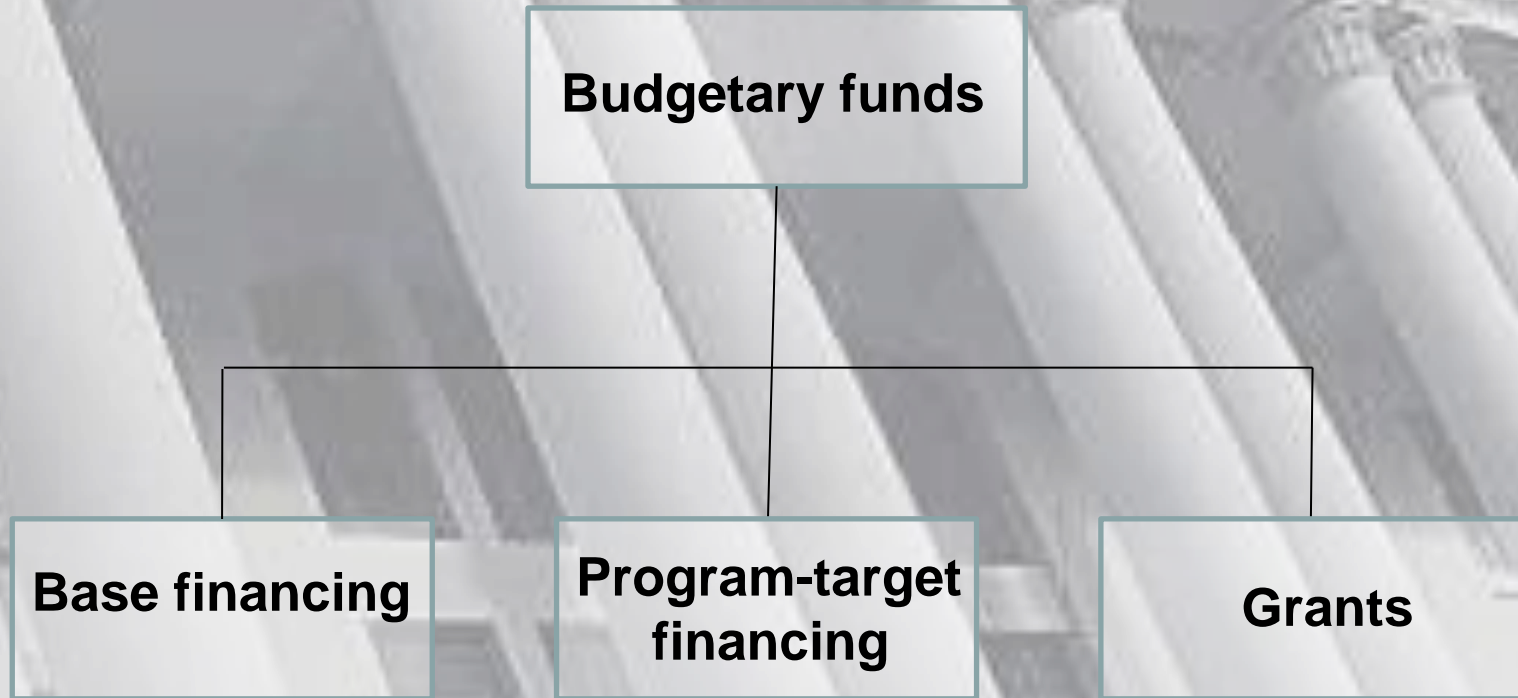 Budgetary funds
Base financing
Program-target
financing
Grants